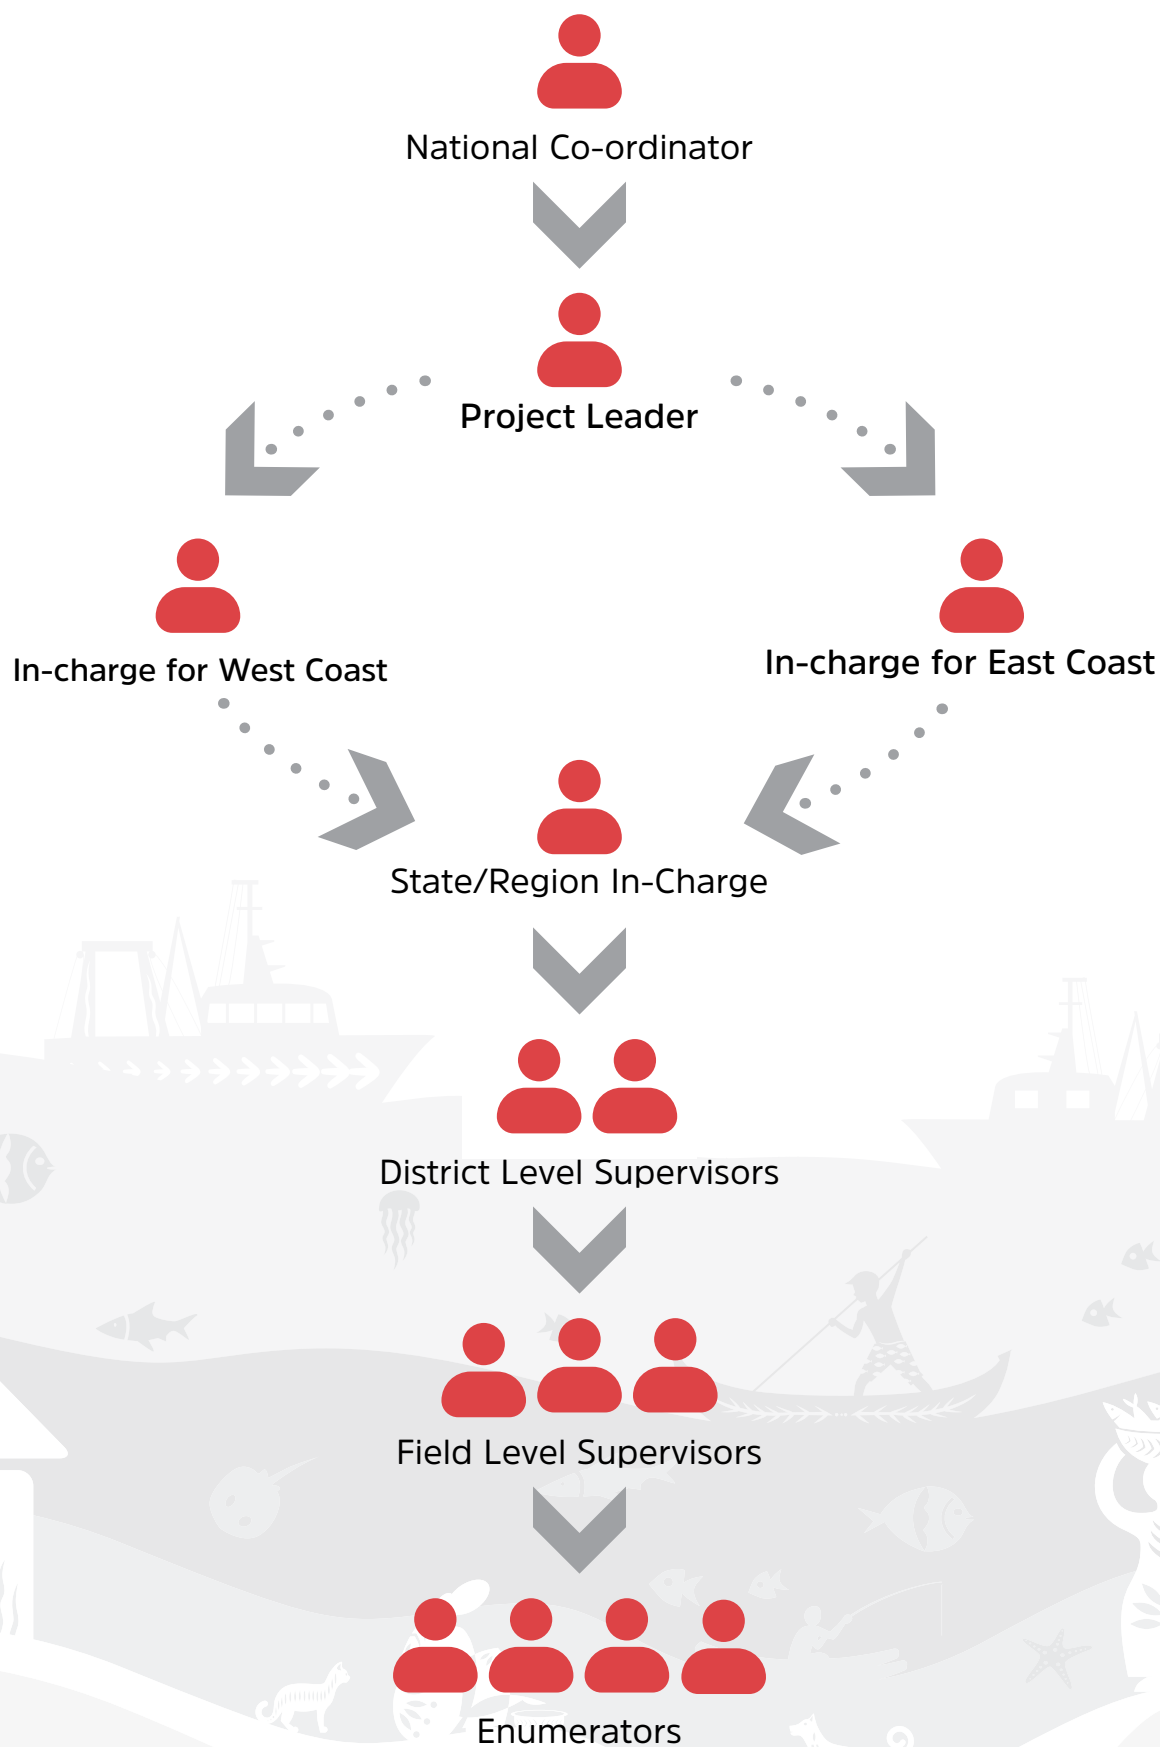 National Co-ordinator
Project Leader
In-charge for West Coast
In-charge for East Coast
State/Region In-Charge
District Level Supervisors
Field Level Supervisors
Enumerators